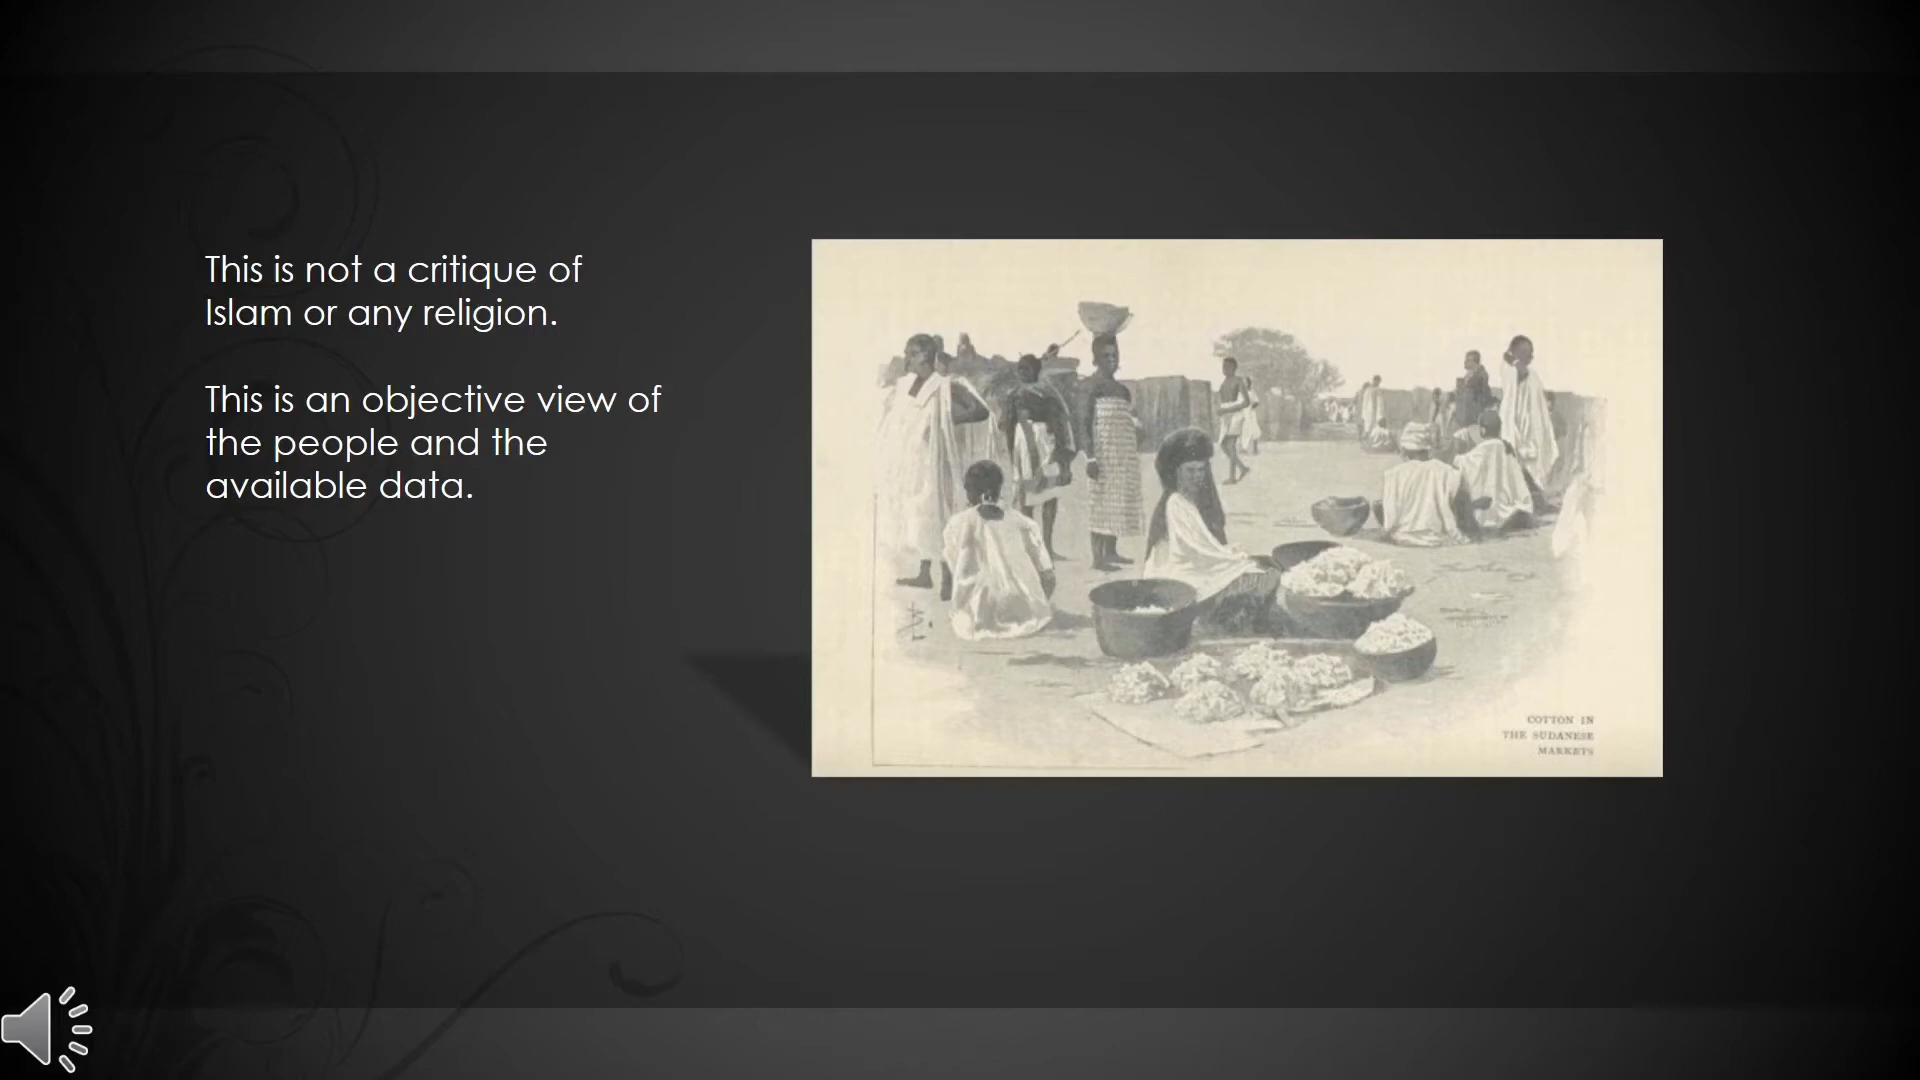 This is not a critique of
Islam or any religion.
This is an objective view of
the people and the
available data.
COTTON IN
THE SUDANESE
MARKETS